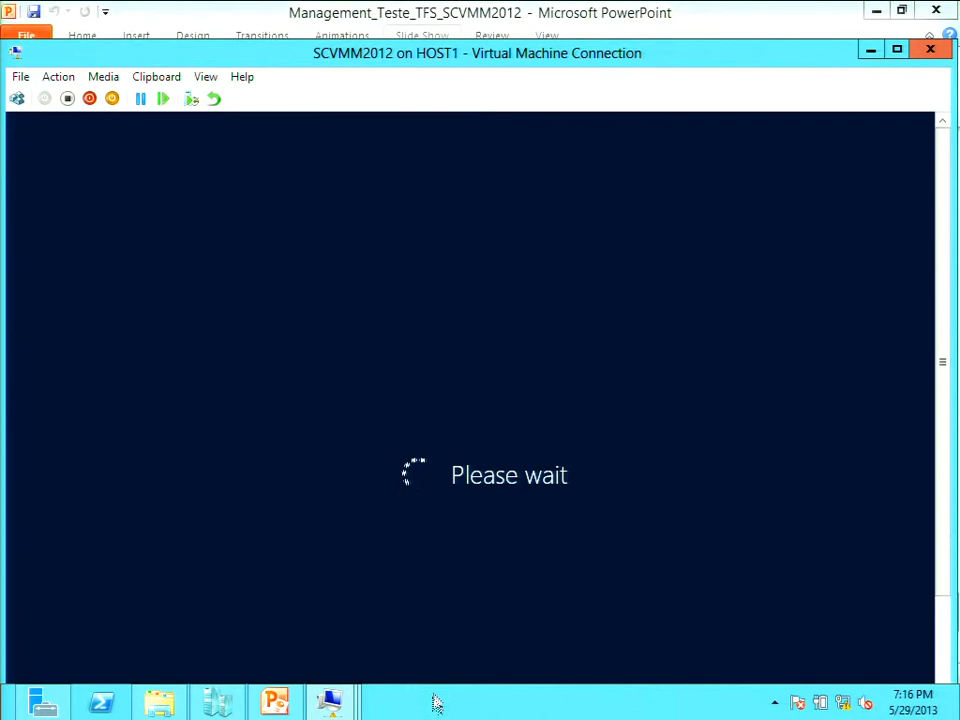 Management_Teste_TFS_SCVMM2012 - Microsoft PowerPoint
File Home Insert Design Transitions Animations Slide Show Review View
SCVMM2012 on HOST1 - Virtual Machine Connection
File Action Media Clipboard View Help
Please wait
7:16 PM
5/29/2013